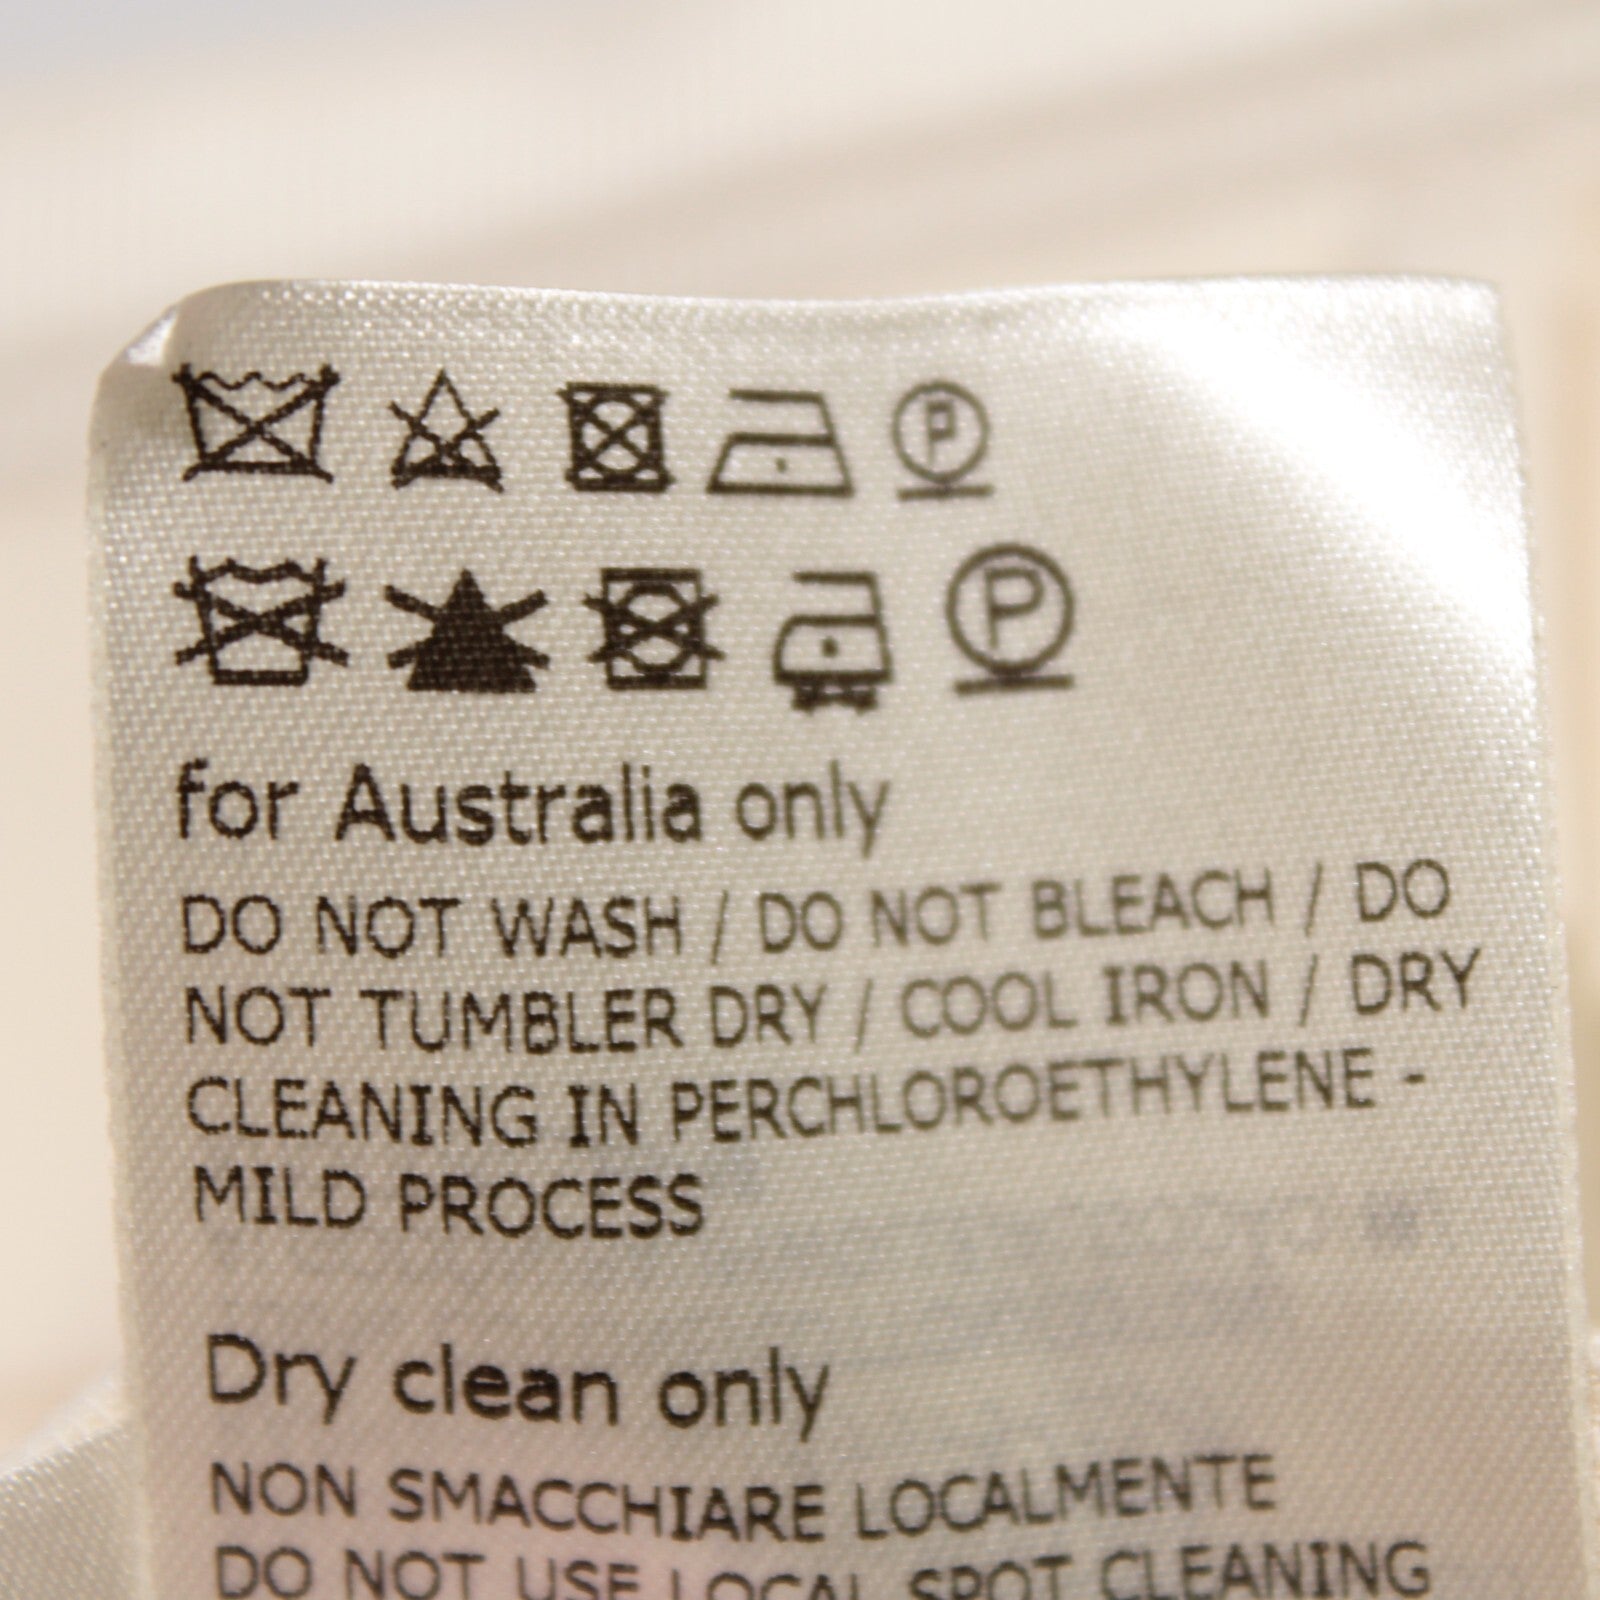 P
P
for Australia only
DO NOT WASH / DO NOT BLEACH / DO
NOT TUMBLER DRY / COOL IRON / DRY
CLEANING IN PERCHLOROETHYLENE -
MILD PROCESS
Dry clean only
NON SMACCHIARE LOCALMENTE
DO NOT USE LOCAL SPOT CLEANING